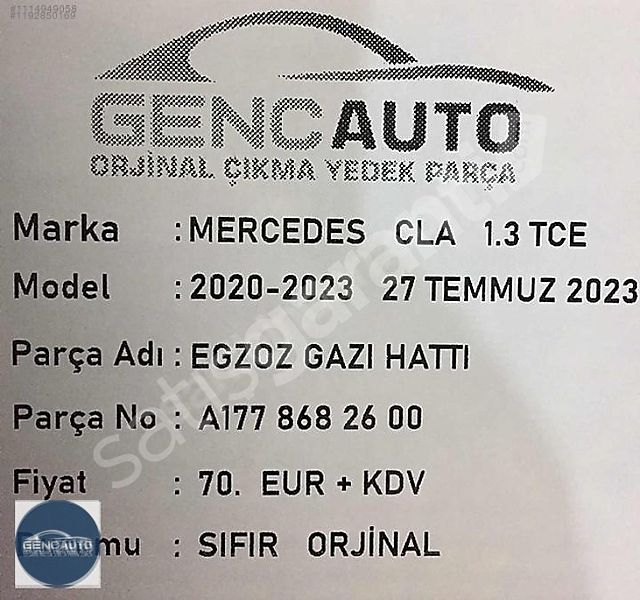 #1114949058
#1192850169
GENC AUTO
ORJİNAL ÇIKMA YEDEK PARÇA
Marka : MERCEDES CLA 1.3 TCE
Model : 2020-2023 27 TEMMUZ 2023
Parça Adı : EGZOZ GAZI HATTI
Parça No : A177 868 26 00
Fiyat : 70. EUR + KDV
mu : SIFIR ORJİNAL
GENCAUTO
satışgaranti